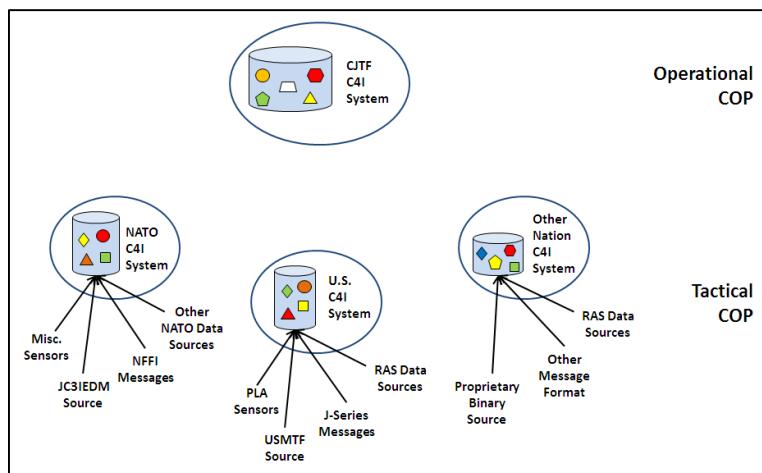 CJTF
C4I
System
Operational
COP
NATO
C4I
System
U.S.
C4I
System
Other
Nation
C4I
System
Tactical
COP
Misc.
Sensors
JC3IEDM
Source
NFFI
Messages
Other
NATO Data
Sources
PLA
Sensors
USMTF
Source
J-Series
Messages
RAS Data
Sources
Proprietary
Binary
Source
Other
Message
Format
RAS Data
Sources